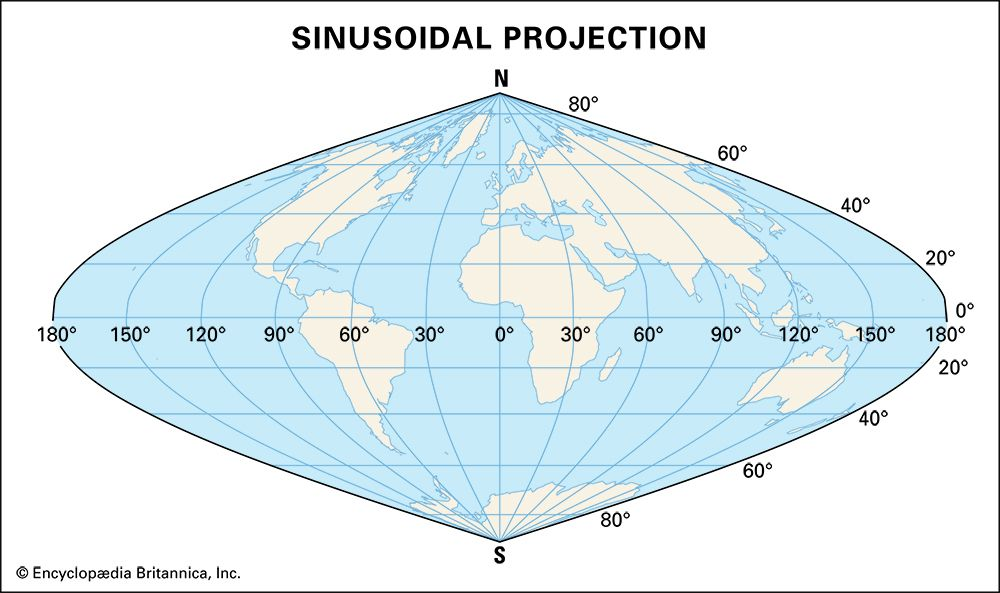 SINUSOIDAL PROJECTION
N
80°
60°
40°
20°
0°
180° 150° 120° 90° 60° 30° 0° 30° 60° 90° 120° 150° 180°
20°
40°
60°
80°
S
© Encyclopædia Britannica, Inc.